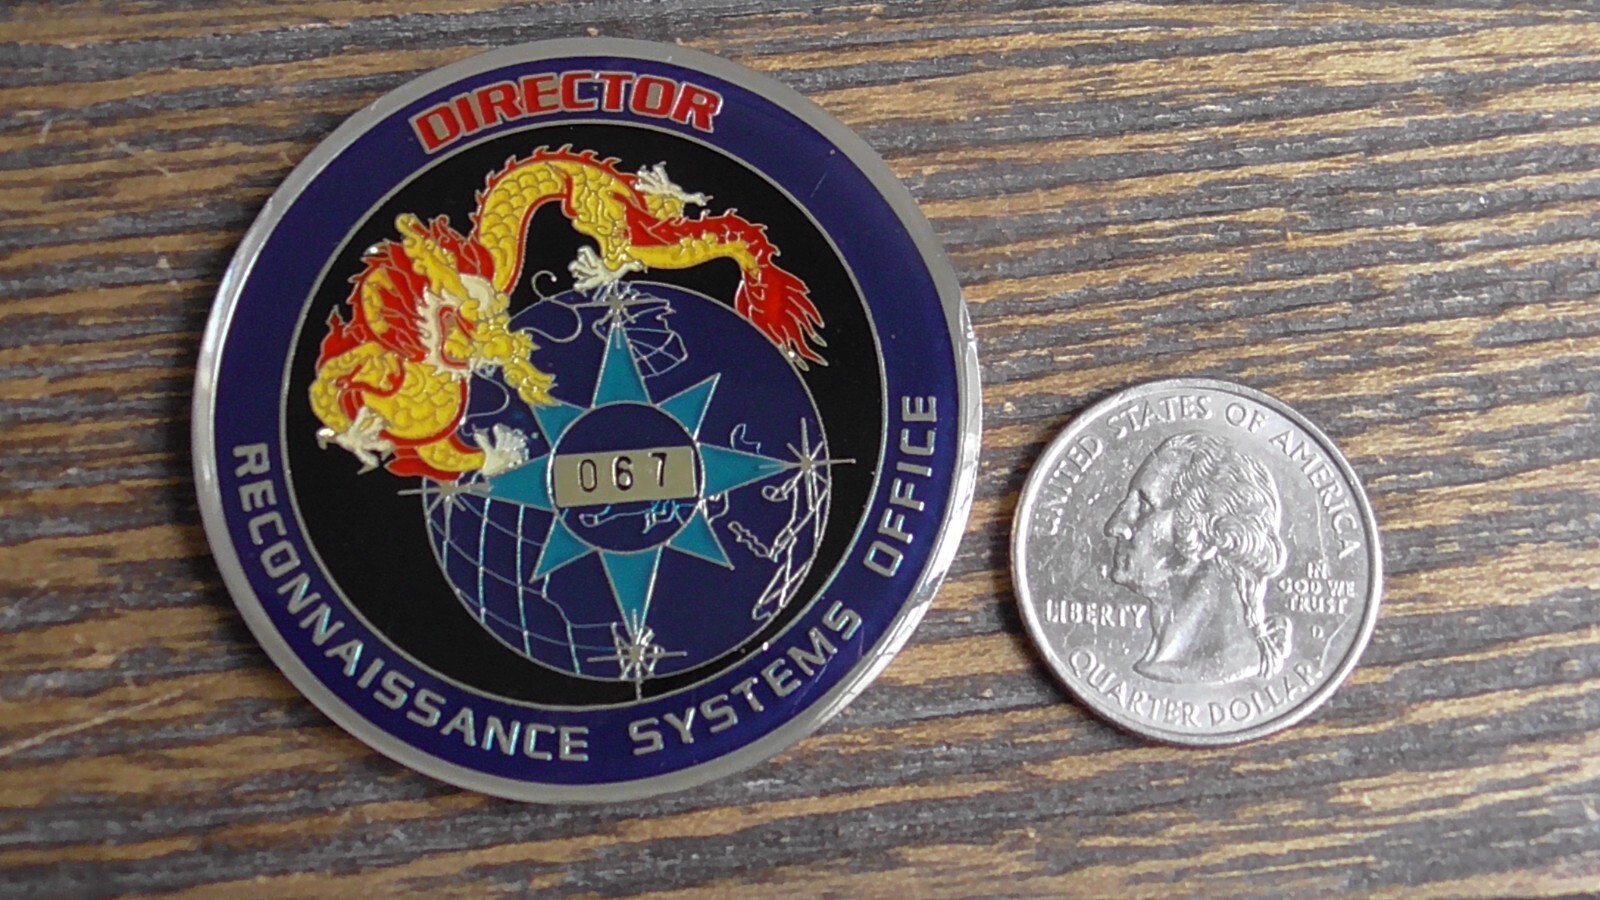 DIRECTOR
067
RECONNAISSANCE SYSTEMS OFFICE
UNITED STATES OF AMERICA
LIBERTY
IN
GOD WE
TRUST
D
QUARTER DOLLAR